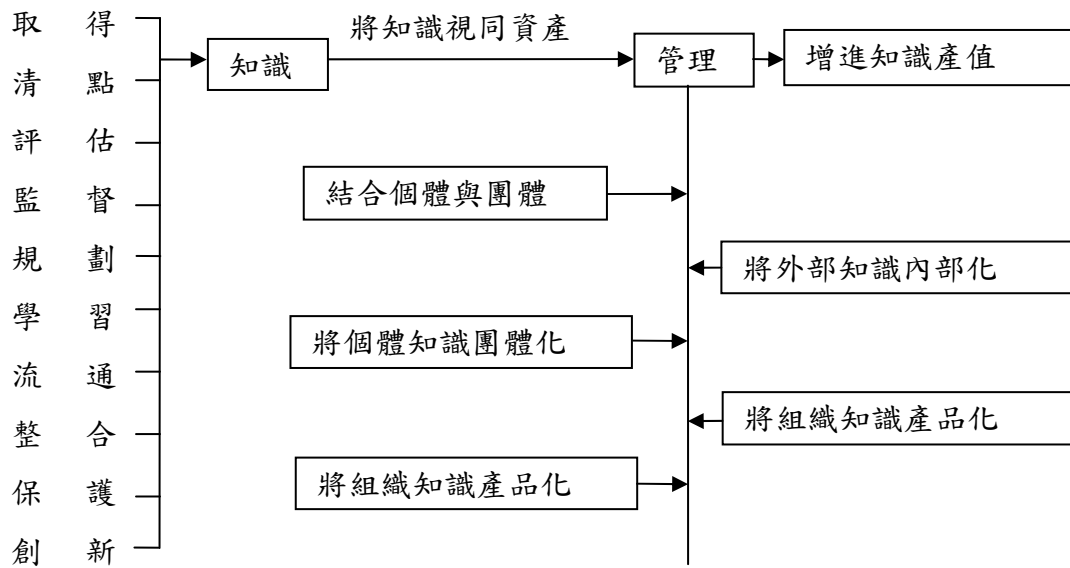 取得
清點
評估
監督
規劃
學習
流通
整合
保護
創新
知識
將知識視同資產
管理
增進知識產值
結合個體與團體
將外部知識內部化
將個體知識團體化
將組織知識產品化
將組織知識產品化